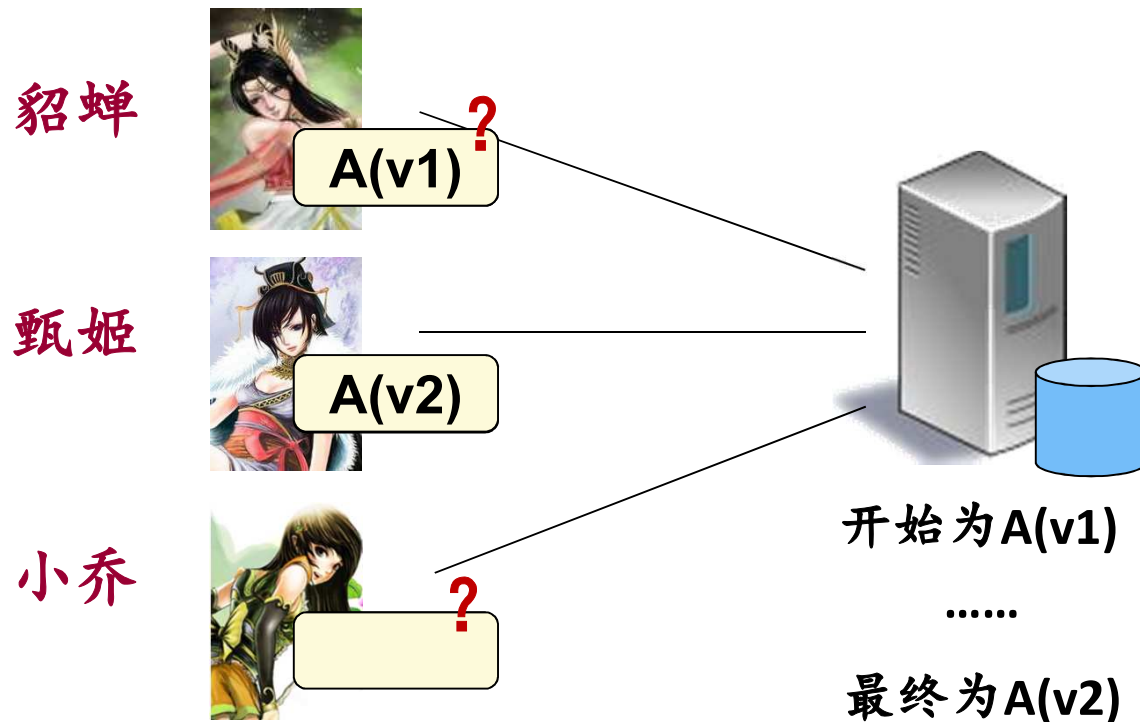 貂蝉
?
A(v1)
甄姬
A(v2)
小乔
?
开始为A(v1)
......
最终为A(v2)